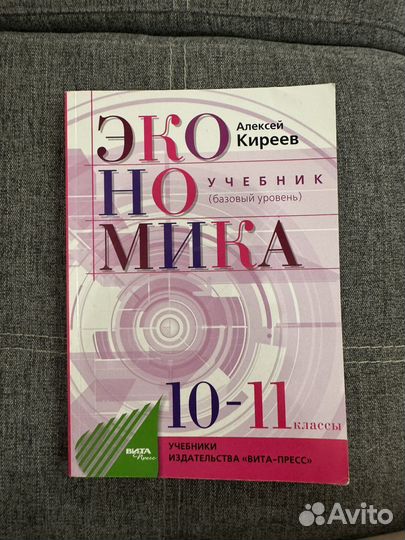 ЭКО
НО
МИКА
Алексей
Киреев
УЧЕБНИК
(базовый уровень)
10-11 классы
ВИТА
Пресс
УЧЕБНИКИ
ИЗДАТЕЛЬСТВА «ВИТА-ПРЕСС»
Avito